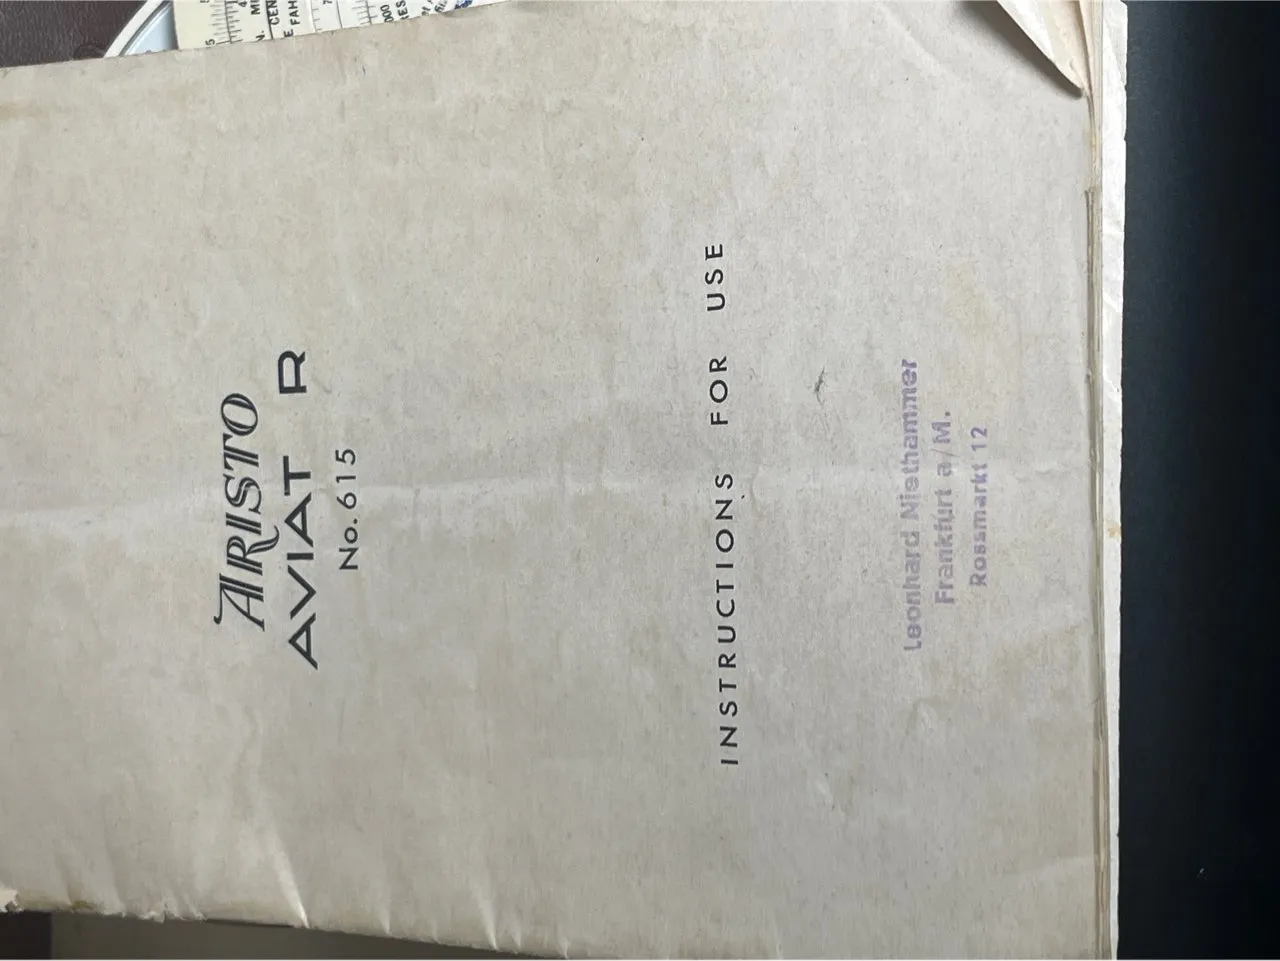 ARISTO
AVIAT R
No. 615
INSTRUCTIONS FOR USE
Leonhard Niethammer
Frankfurt a/M.
Rossmarkt 12